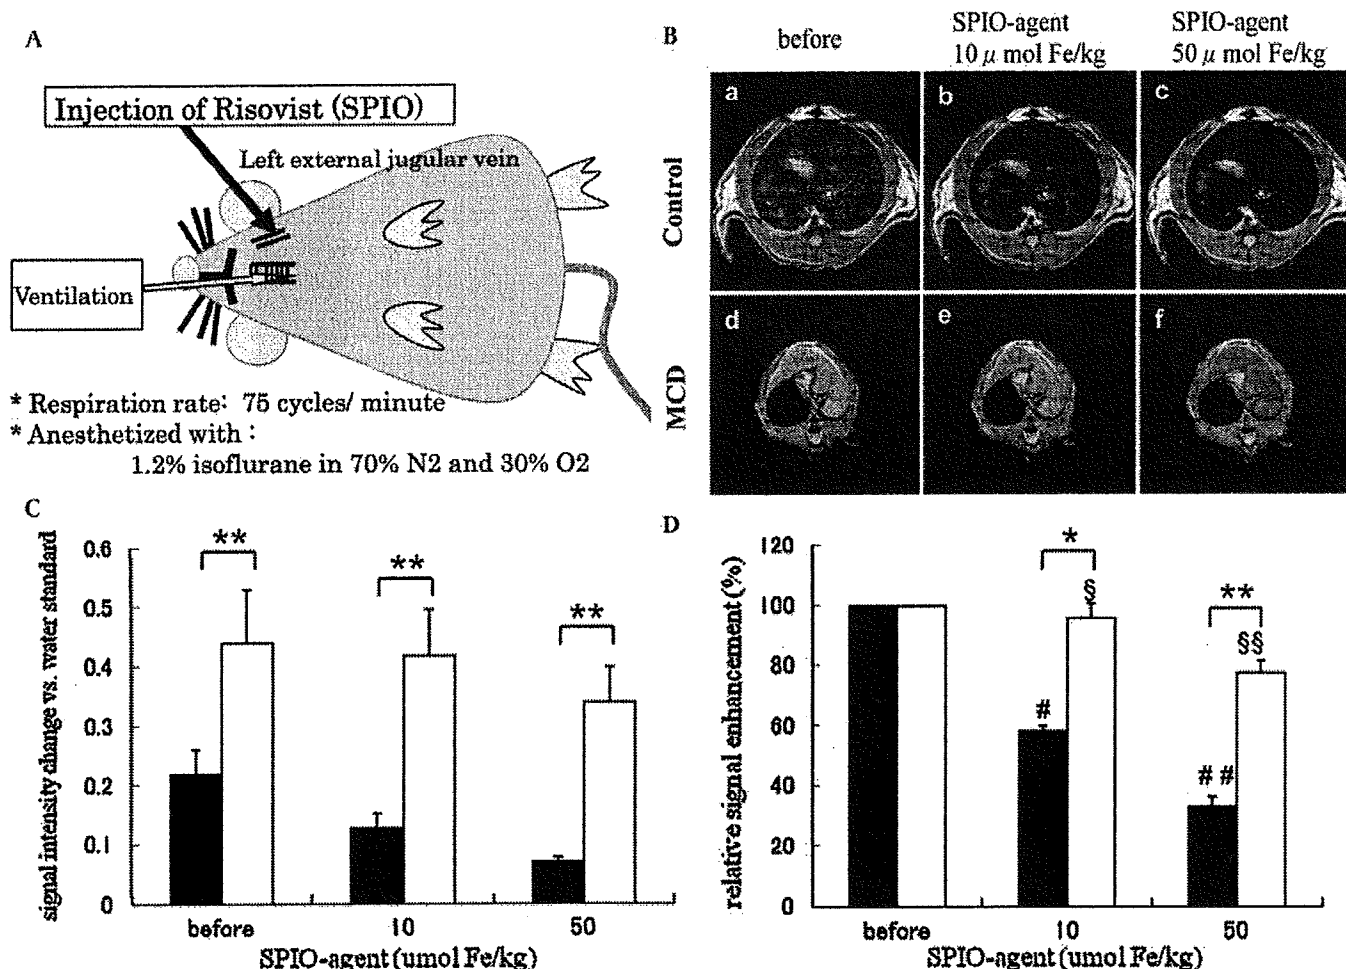 A
Injection of Risovist (SPIO)
Left external jugular vein
Ventilation
* Respiration rate: 75 cycles/ minute
* Anesthetized with :
1.2% isoflurane in 70% N2 and 30% O2
B
before
SPIO-agent
10 μ mol Fe/kg
SPIO-agent
50 μ mol Fe/kg
Control
a
b
c
MCD
d
e
f
C
signal intensity change vs. water standard
0.6
0.5
0.4
0.3
0.2
0.1
0
**
**
**
before
10
50
SPIO-agent(umol Fe/kg)
D
relative signal enhancement(%)
120
100
80
60
40
20
0
*
§
#
**
§§
# #
before
10
50
SPIO-agent(umol Fe/kg)